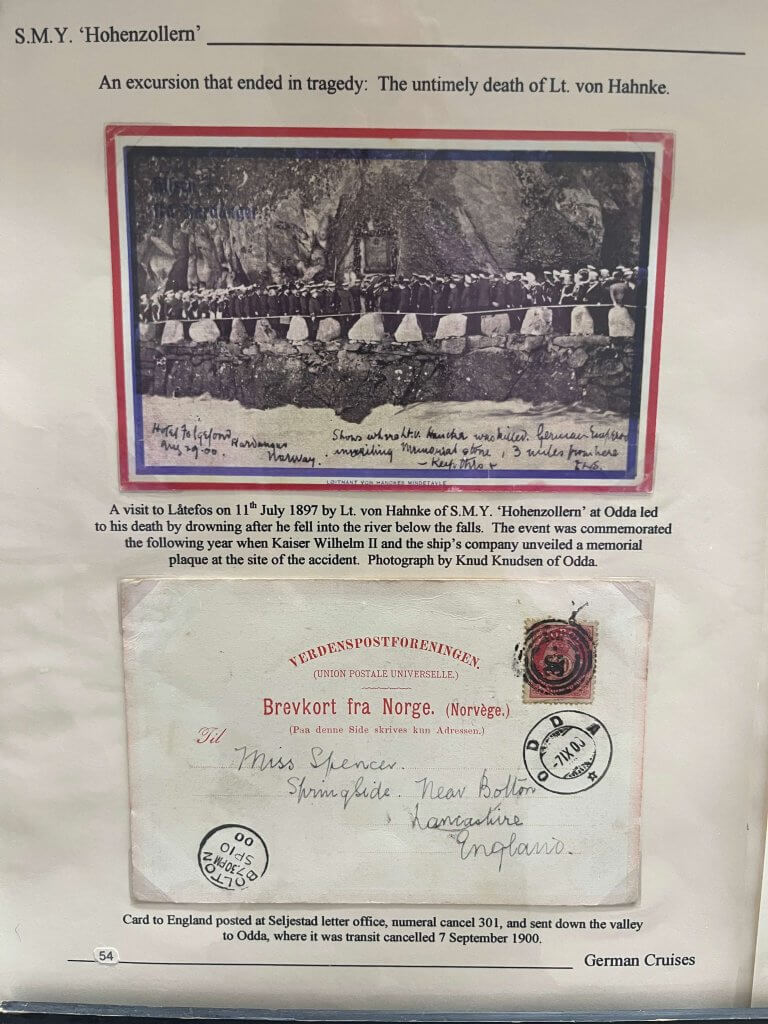 S.M.Y. ‘Hohenzollern’
An excursion that ended in tragedy: The untimely death of Lt. von Hahnke.
Hilsen
fra Hardanger
Hotel Folgefond
Hardanger
Aug 29.00.
Norway.
Shows where Lt. v. Hancke was killed. German Emperor
unveiling Memorial stone, 3 miles from here
LØITNANT VON HANCKES MINDETAVLE
A visit to Låtefos on 11th July 1897 by Lt. von Hahnke of S.M.Y. ‘Hohenzollern’ at Odda led
to his death by drowning after he fell into the river below the falls. The event was commemorated
the following year when Kaiser Wilhelm II and the ship’s company unveiled a memorial
plaque at the site of the accident. Photograph by Knud Knudsen of Odda.
VERDENSPOSTFORENINGEN.
(UNION POSTALE UNIVERSELLE.)
Brevkort fra Norge. (Norvège.)
(Paa denne Side skrives kun Adressen.)
Til
Miss Spencer.
Springside. Near Bolton
Lancashire
England.
ODDA
-7IX00
BOLTON
7.30PM
SP10
00
Card to England posted at Seljestad letter office, numeral cancel 301, and sent down the valley
to Odda, where it was transit cancelled 7 September 1900.
54
German Cruises